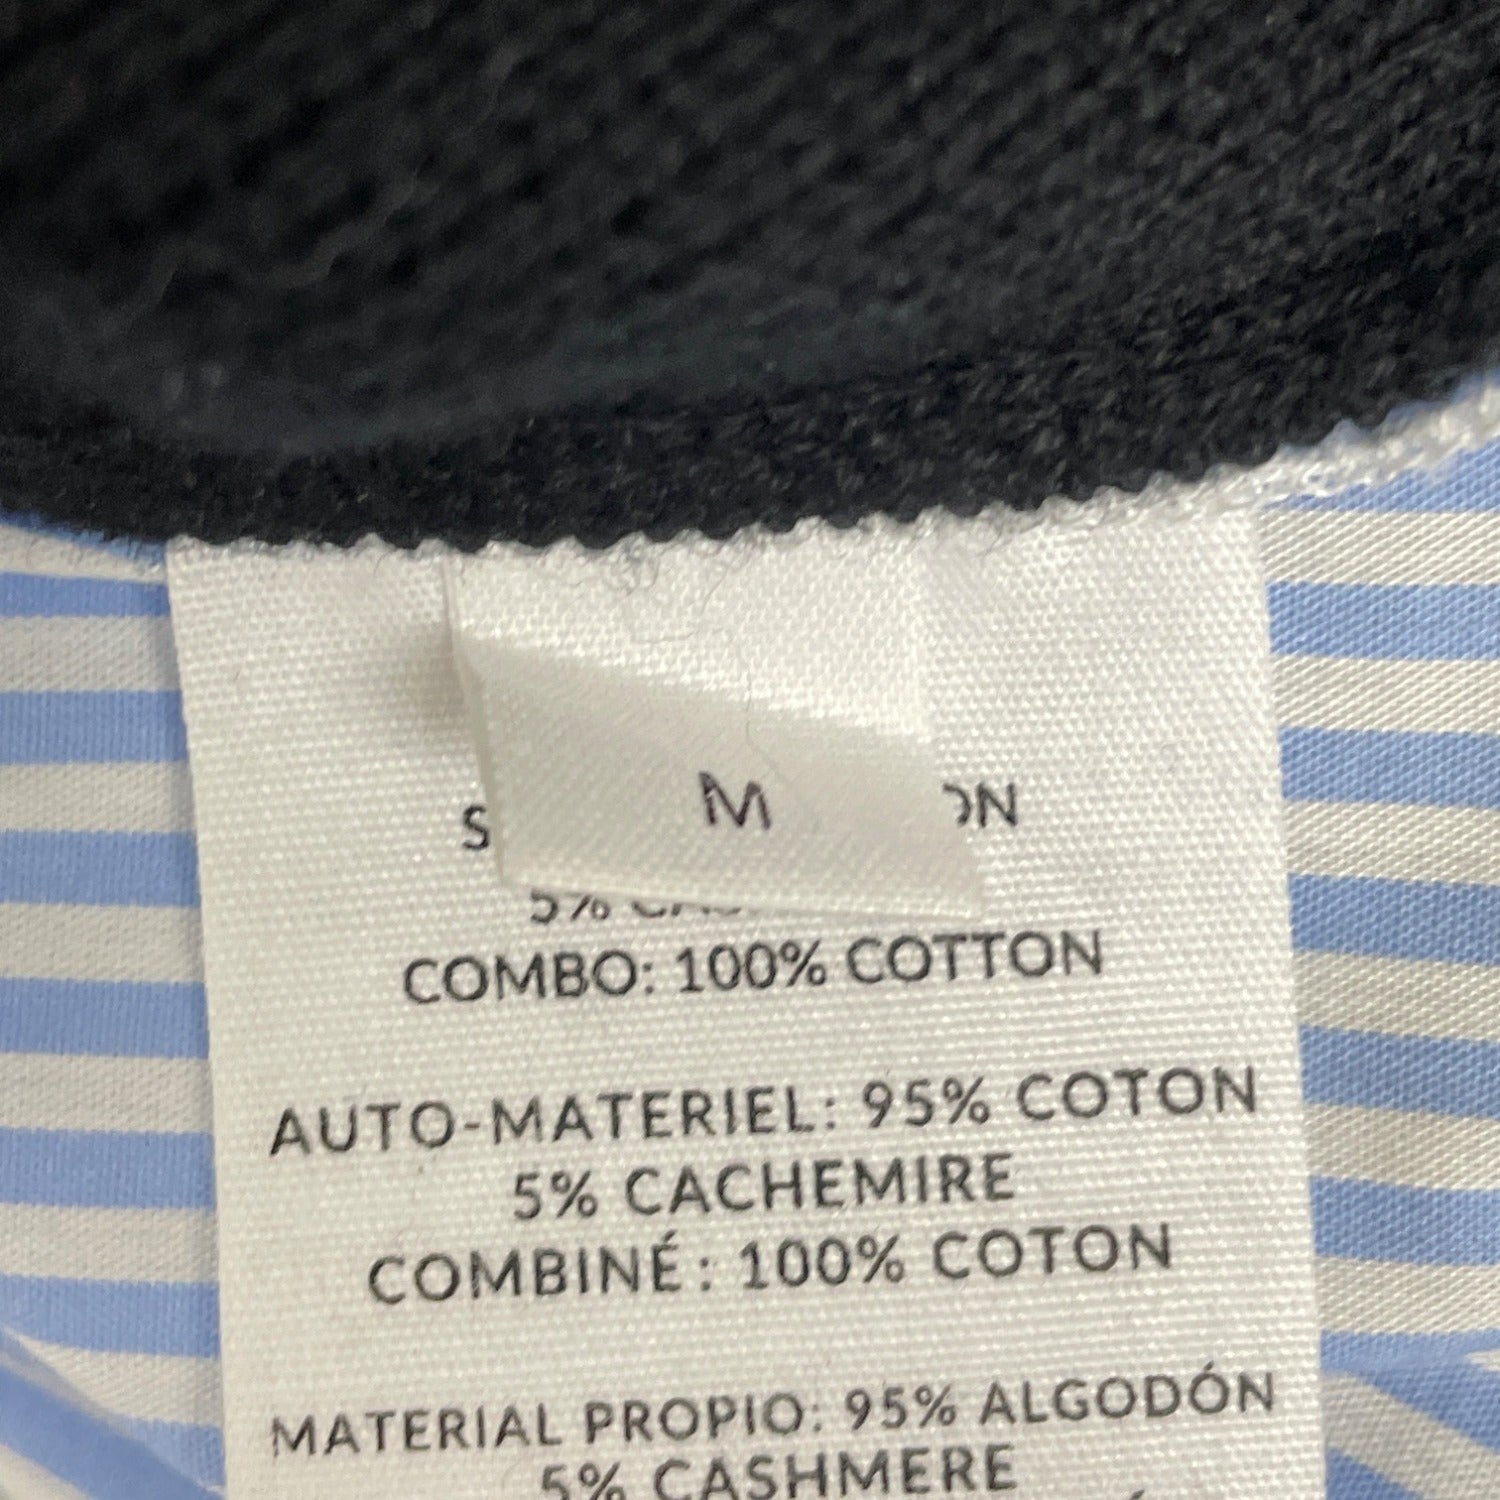 M
COMBO: 100% COTTON
AUTO-MATERIEL: 95% COTON
5% CACHEMIRE
COMBINÉ: 100% COTON
MATERIAL PROPIO: 95% ALGODÓN
5% CASHMERE